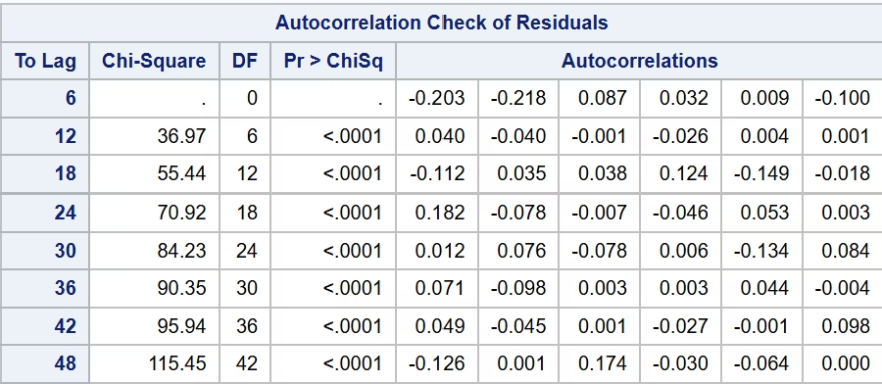 Autocorrelation Check of Residuals
To Lag Chi-Square DF Pr > ChiSq Autocorrelations
6 . 0 . -0.203 -0.218 0.087 0.032 0.009 -0.100
12 36.97 6 <.0001 0.040 -0.040 -0.001 -0.026 0.004 0.001
18 55.44 12 <.0001 -0.112 0.035 0.038 0.124 -0.149 -0.018
24 70.92 18 <.0001 0.182 -0.078 -0.007 -0.046 0.053 0.003
30 84.23 24 <.0001 0.012 0.076 -0.078 0.006 -0.134 0.084
36 90.35 30 <.0001 0.071 -0.098 0.003 0.003 0.044 -0.004
42 95.94 36 <.0001 0.049 -0.045 0.001 -0.027 -0.001 0.098
48 115.45 42 <.0001 -0.126 0.001 0.174 -0.030 -0.064 0.000